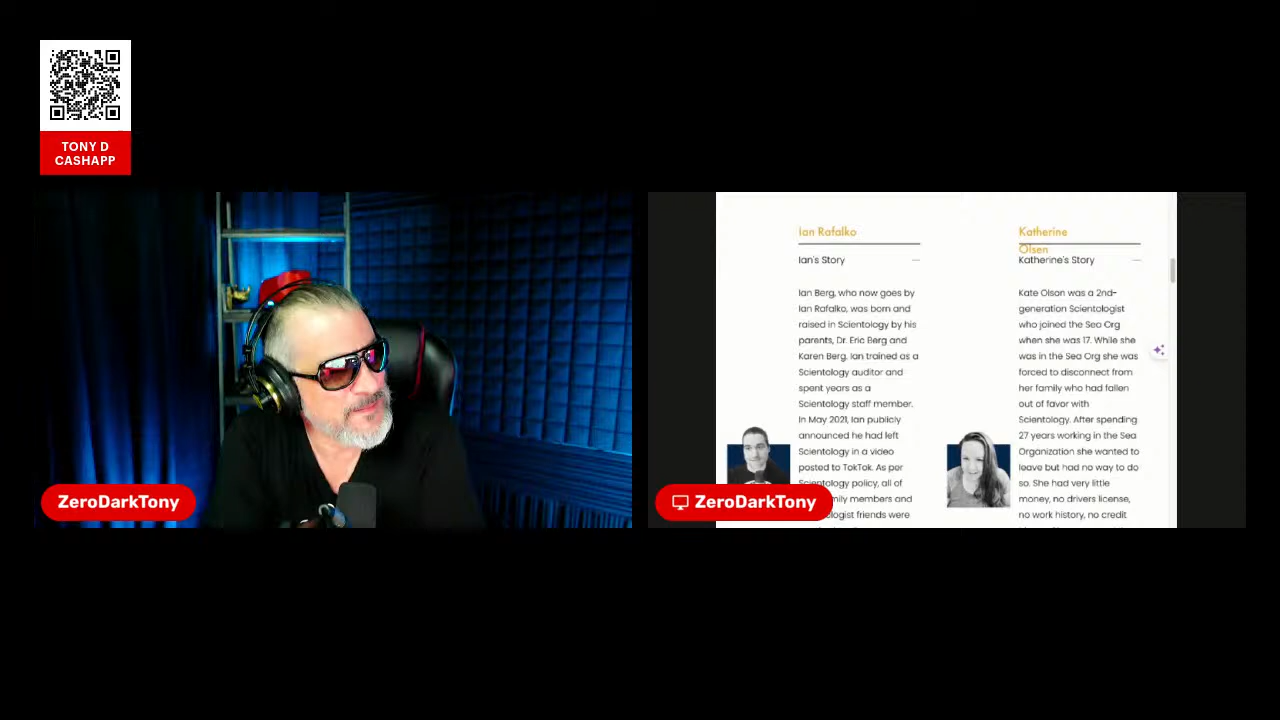 TONY D
CASHAPP
ZeroDarkTony
Ian Rafalko
Ian's Story
Ian Berg, who now goes by
Ian Rafalko, was born and
raised in Scientology by his
parents, Dr. Eric Berg and
Karen Berg. Ian trained as a
Scientology auditor and
spent years as a
Scientology staff member.
In May 2021, Ian publicly
announced he had left
Scientology in a video
posted to TokTok. As per
Scientology policy, all of
members and
friends were
Katherine
Olsen
Katherine's Story
Kate Olson was a 2nd-
generation Scientologist
who joined the Sea Org
when she was 17. While she
was in the Sea Org she was
forced to disconnect from
her family who had fallen
out of favor with
Scientology. After spending
27 years working in the Sea
Organization she wanted to
leave but had no way to do
so. She had very little
money, no drivers license,
no work history, no credit
ZeroDarkTony